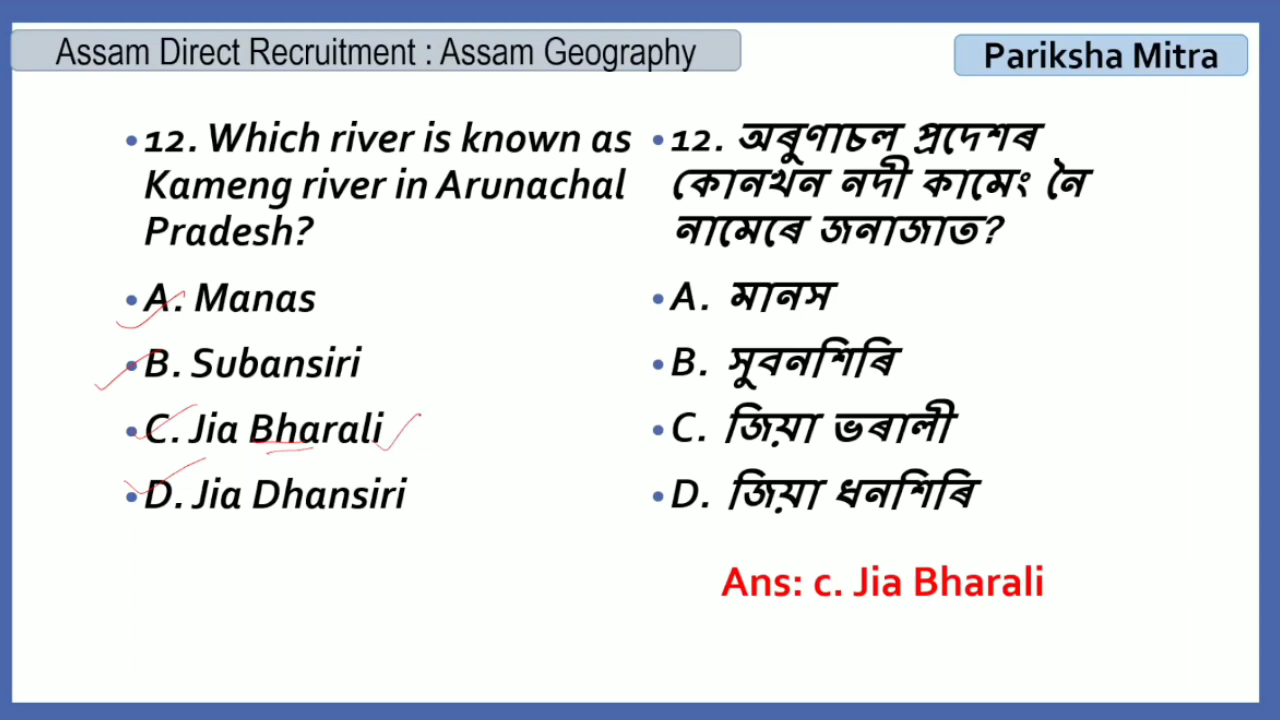 Assam Direct Recruitment : Assam Geography
Pariksha Mitra
•12. Which river is known as
Kameng river in Arunachal
Pradesh?
•A. Manas
•B. Subansiri
•C. Jia Bharali
•D. Jia Dhansiri
•12. অৰুণাচল প্ৰদেশৰ
কোনখন নদী কামেং নৈ
নামেৰে জনাজাত?
•A. মানস
•B. সুবনশিৰি
•C. জিয়া ভৰালী
•D. জিয়া ধনশিৰি
Ans: c. Jia Bharali